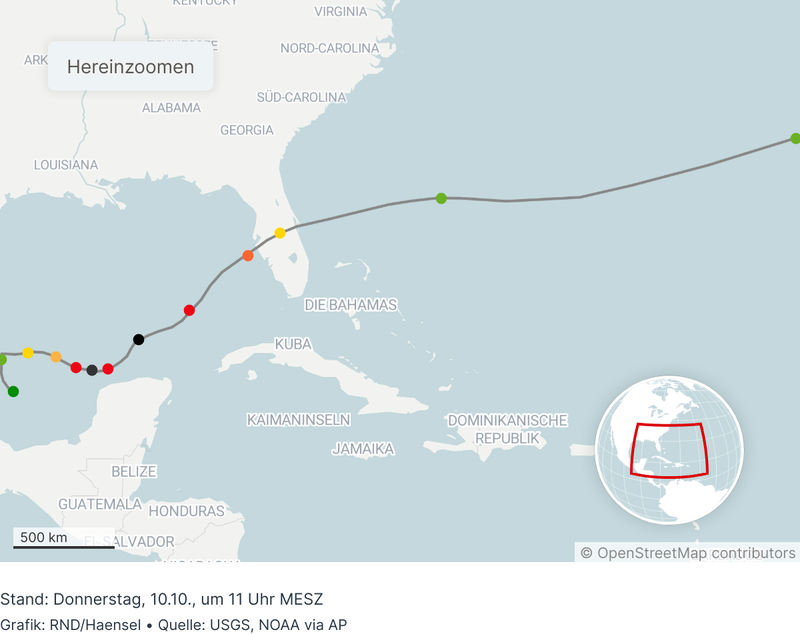 KENTUCKY
VIRGINIA
TENNESSEE
NORD-CAROLINA
ARK
Hereinzoomen
SÜD-CAROLINA
ALABAMA
GEORGIA
LOUISIANA
DIE BAHAMAS
KUBA
KAIMANINSELN
DOMINIKANISCHE
REPUBLIK
JAMAIKA
BELIZE
GUATEMALA
HONDURAS
500 km
EL SALVADOR
© OpenStreetMap contributors
Stand: Donnerstag, 10.10., um 11 Uhr MESZ
Grafik: RND/Haensel • Quelle: USGS, NOAA via AP